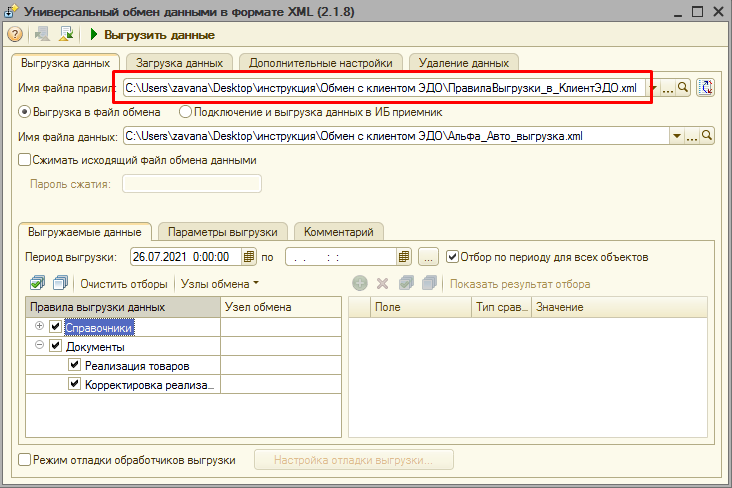 Универсальный обмен данными в формате XML (2.1.8)
Выгрузить данные
Выгрузка данных Загрузка данных Дополнительные настройки Удаление данных
Имя файла правил: C:\Users\zavana\Desktop\инструкция\Обмен с клиентом ЭДО\ПравилаВыгрузки_в_КлиентЭДО.xml
Выгрузка в файл обмена Подключение и выгрузка данных в ИБ приемник
Имя файла данных: C:\Users\zavana\Desktop\инструкция\Обмен с клиентом ЭДО\Альфа_Авто_выгрузка.xml
Сжимать исходящий файл обмена данными
Пароль сжатия:
Выгружаемые данные Параметры выгрузки Комментарий
Период выгрузки: 26.07.2021 0:00:00 по . . : : ... Отбор по периоду для всех объектов
Очистить отборы Узлы обмена Показать результат отбора
Правила выгрузки данных Узел обмена Поле Тип срав... Значение
Справочники
Документы
Реализация товаров
Корректировка реализа...
Режим отладки обработчиков выгрузки Настройка отладки выгрузки...